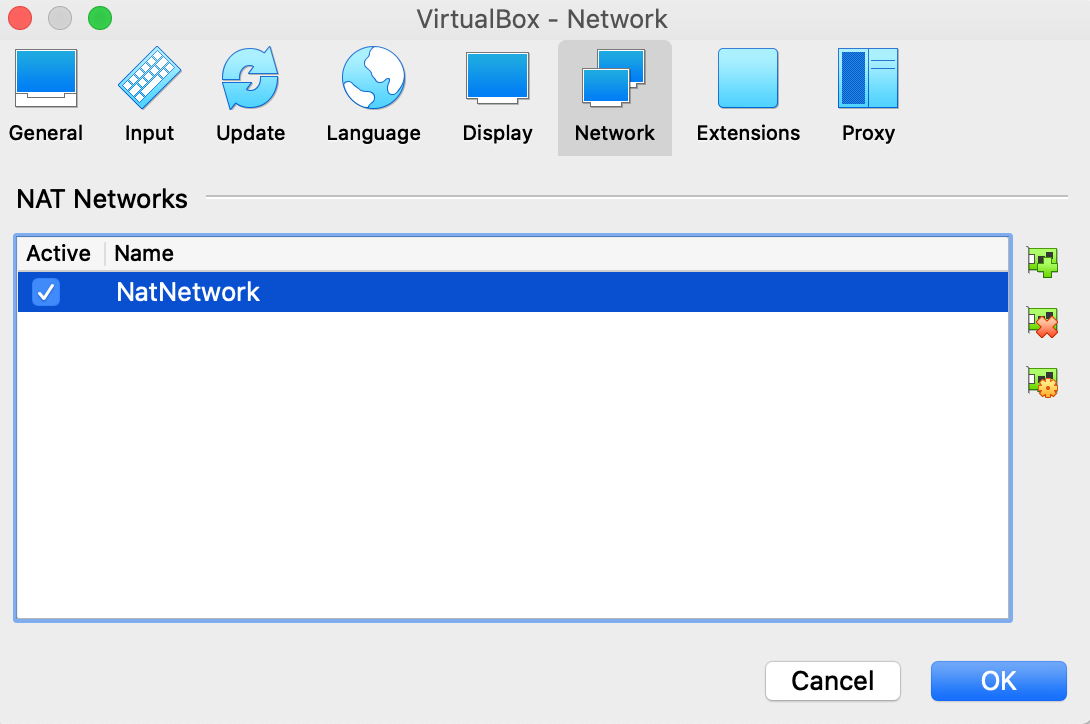 VirtualBox - Network
General Input Update Language Display Network Extensions Proxy
NAT Networks
Active Name
NatNetwork
Cancel OK